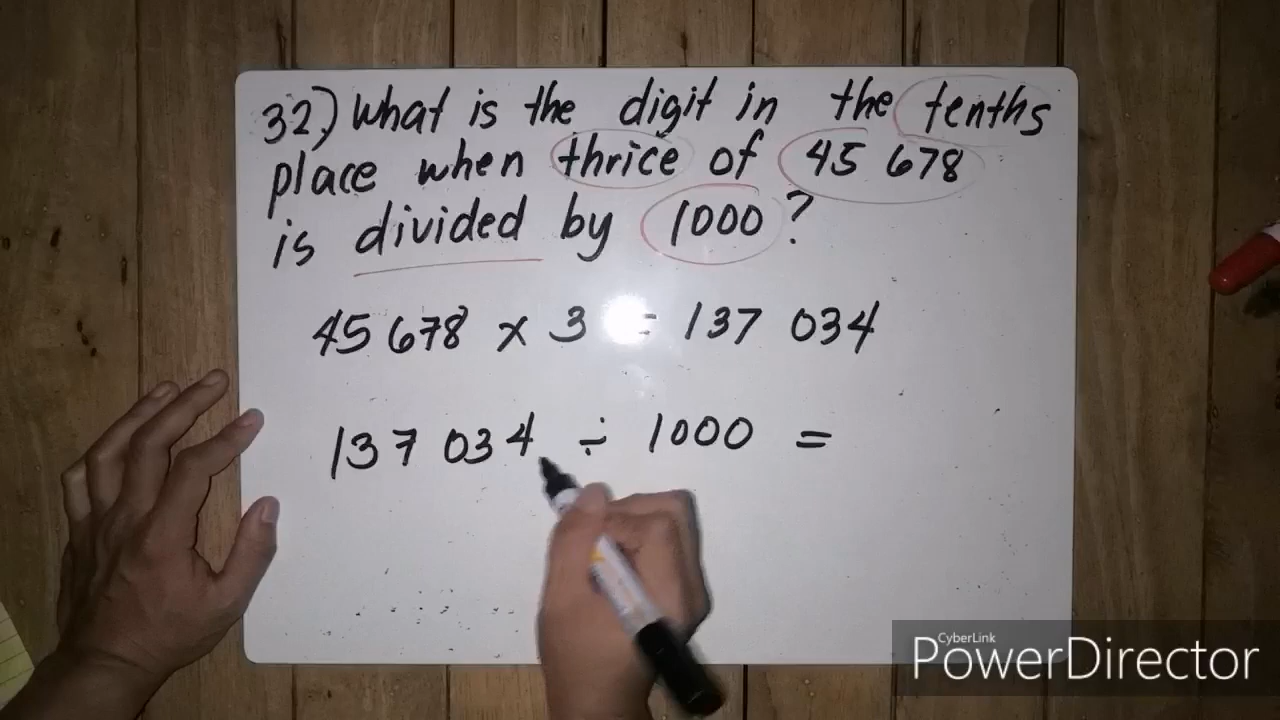 32.) What is the digit in the tenths
place when thrice of 45 678
is divided by 1000 ?
45 678 x 3 = 137 034
137 034 ÷ 1000 =
CyberLink
PowerDirector